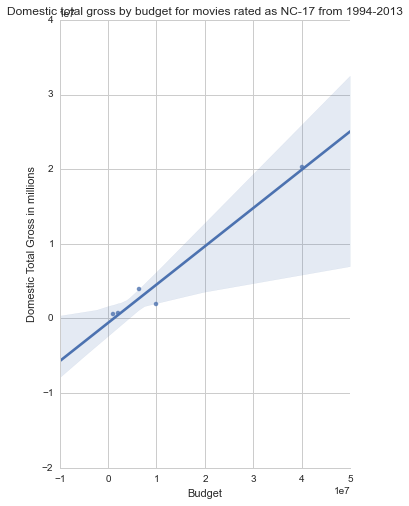 Domestic total gross by budget for movies rated as NC-17 from 1994-2013
1e7
4
3
2
1
0
−1
−2
Domestic Total Gross in millions
−1
0
1
2
3
4
5
1e7
Budget